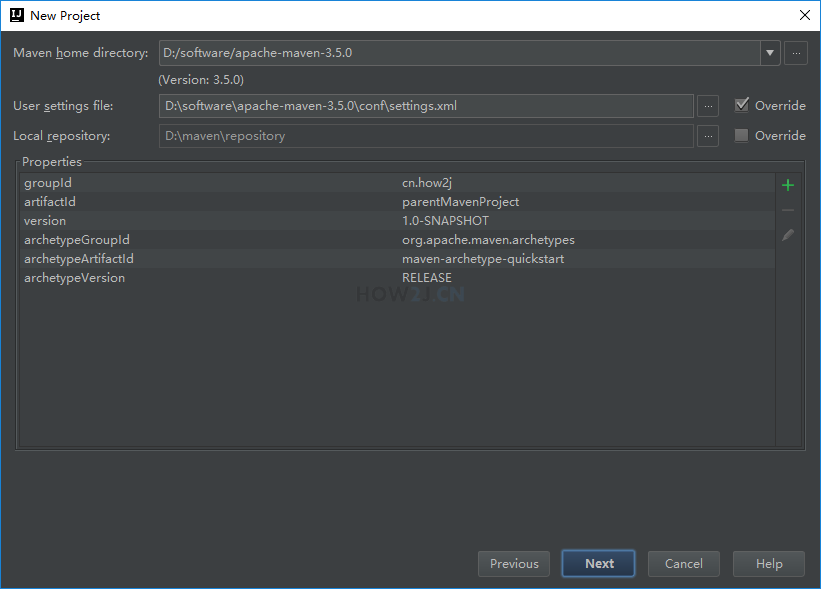 New Project
Maven home directory: D:/software/apache-maven-3.5.0
(Version: 3.5.0)
User settings file: D:\software\apache-maven-3.5.0\conf\settings.xml Override
Local repository: D:\maven\repository Override
Properties
groupId cn.how2j
artifactId parentMavenProject
version 1.0-SNAPSHOT
archetypeGroupId org.apache.maven.archetypes
archetypeArtifactId maven-archetype-quickstart
archetypeVersion RELEASE
HOW2J.CN
Previous Next Cancel Help